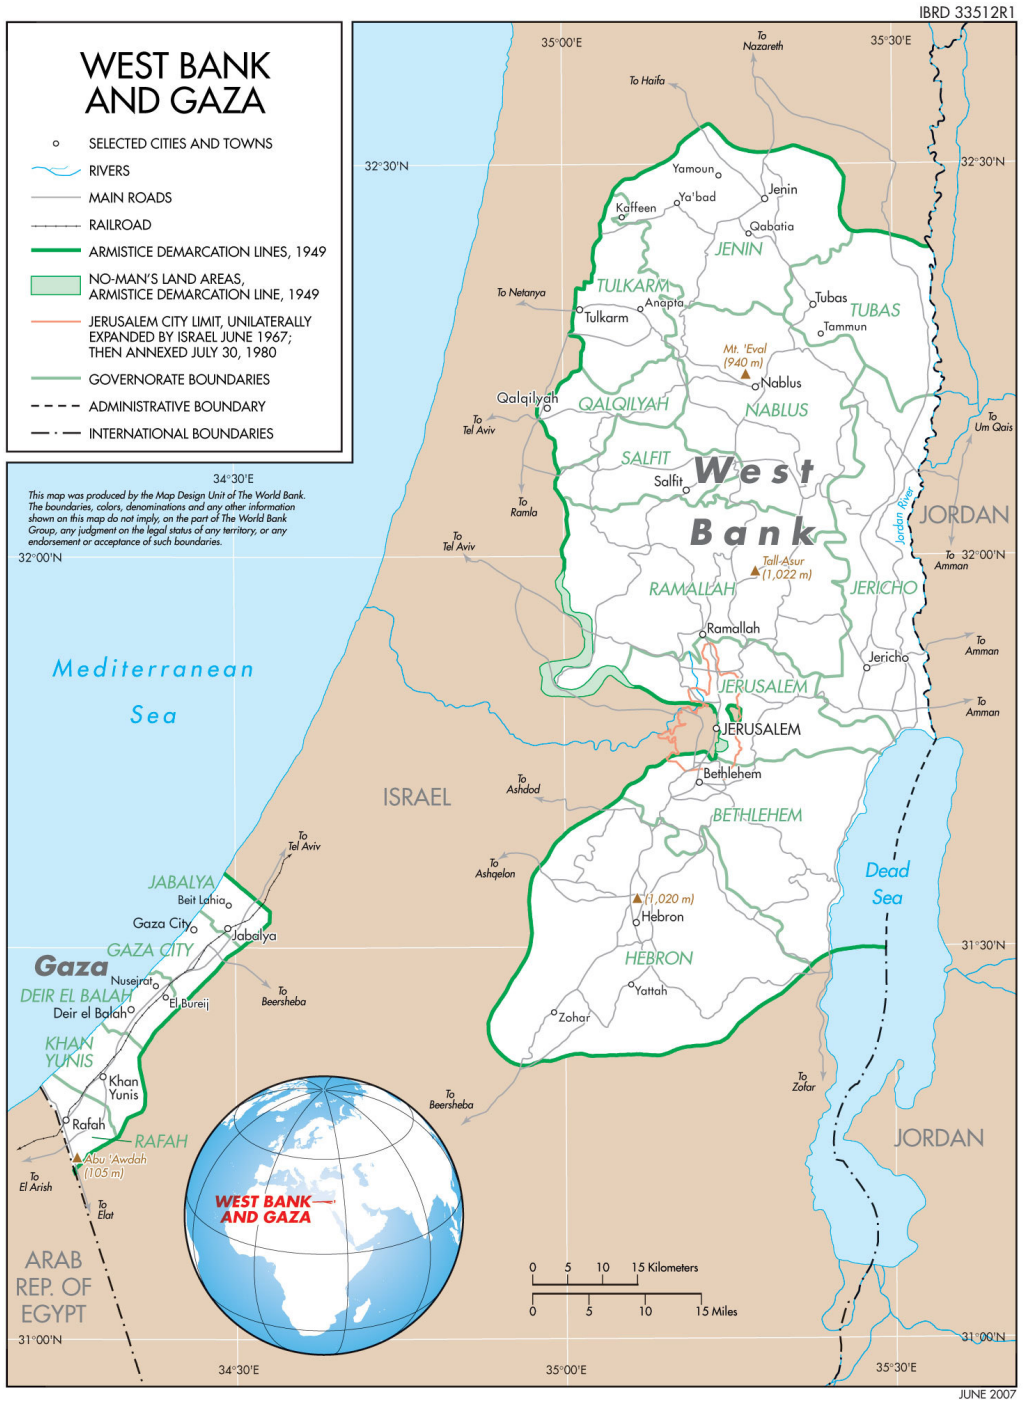 IBRD 33512R1
WEST BANK
AND GAZA
SELECTED CITIES AND TOWNS
RIVERS
MAIN ROADS
RAILROAD
ARMISTICE DEMARCATION LINES, 1949
NO-MAN'S LAND AREAS,
ARMISTICE DEMARCATION LINE, 1949
JERUSALEM CITY LIMIT, UNILATERALLY
EXPANDED BY ISRAEL JUNE 1967;
THEN ANNEXED JULY 30, 1980
GOVERNORATE BOUNDARIES
ADMINISTRATIVE BOUNDARY
INTERNATIONAL BOUNDARIES
This map was produced by the Map Design Unit of The World Bank.
The boundaries, colors, denominations and any other information
shown on this map do not imply, on the part of The World Bank
Group, any judgment on the legal status of any territory, or any
endorsement or acceptance of such boundaries.
34°30'E
35°00'E
35°30'E
To
Nazareth
To Haifa
32°30'N
32°30'N
Yamoun
Jenin
Ya'bad
Kaffeen
Qabatia
JENIN
TULKARM
To Netanya
Anapta
Tulkarm
Tubas
TUBAS
Tammun
Mt. 'Eval
(940 m)
Nablus
Qalqilyah
QALQILYAH
NABLUS
To
Tel Aviv
To
Um Qais
SALFIT
Salfit
West
Bank
To
Ramla
Jordan River
JORDAN
To
Tel Aviv
32°00'N
32°00'N
To
Amman
Tall Asur
(1,022 m)
RAMALLAH
JERICHO
Ramallah
To
Amman
Jericho
Mediterranean
Sea
JERUSALEM
To
Amman
JERUSALEM
Bethlehem
To
Ashdod
ISRAEL
BETHLEHEM
To
Tel Aviv
To
Ashqelon
Dead
Sea
JABALYA
Beit Lahia
(1,020 m)
Hebron
Gaza City
Jabalya
GAZA CITY
31°30'N
HEBRON
Gaza
Nusejrat
Yattah
DEIR EL BALAH
El Bureij
To
Beersheba
Deir el Balah
Zohar
KHAN
YUNIS
Khan
Yunis
To
Zofar
To
Beersheba
Rafah
RAFAH
JORDAN
Abu 'Awdah
(105 m)
To
El Arish
To
Elat
WEST BANK
AND GAZA
ARAB
REP. OF
EGYPT
0 5 10 15 Kilometers
0 5 10 15 Miles
31°00'N
31°00'N
34°30'E
35°00'E
35°30'E
JUNE 2007